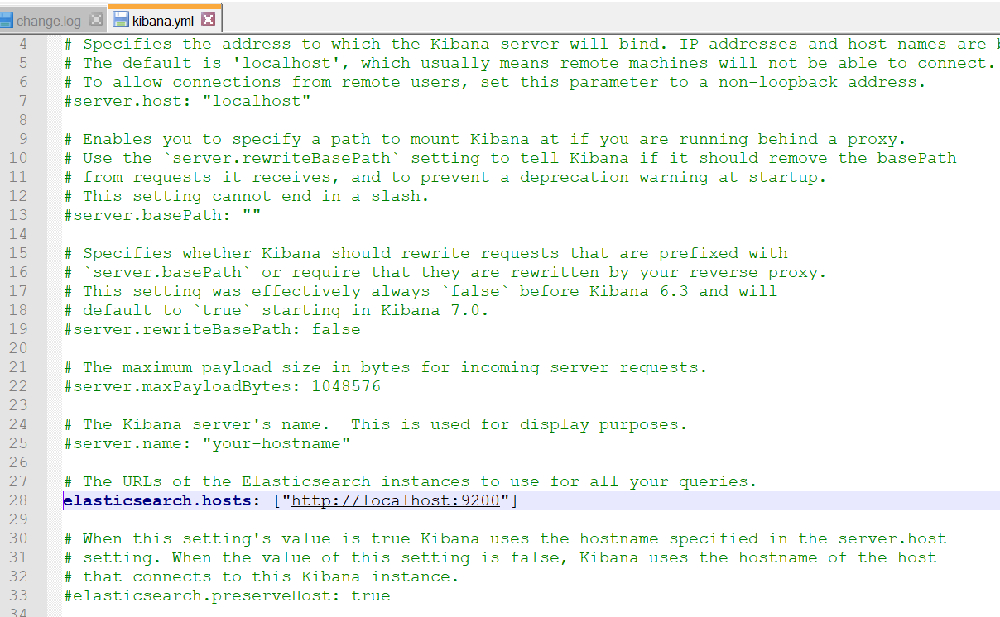 change.log
kibana.yml
4 # Specifies the address to which the Kibana server will bind. IP addresses and host names are
5 # The default is 'localhost', which usually means remote machines will not be able to connect.
6 # To allow connections from remote users, set this parameter to a non-loopback address.
7 #server.host: "localhost"
8
9 # Enables you to specify a path to mount Kibana at if you are running behind a proxy.
10 # Use the `server.rewriteBasePath` setting to tell Kibana if it should remove the basePath
11 # from requests it receives, and to prevent a deprecation warning at startup.
12 # This setting cannot end in a slash.
13 #server.basePath: ""
14
15 # Specifies whether Kibana should rewrite requests that are prefixed with
16 # `server.basePath` or require that they are rewritten by your reverse proxy.
17 # This setting was effectively always `false` before Kibana 6.3 and will
18 # default to `true` starting in Kibana 7.0.
19 #server.rewriteBasePath: false
20
21 # The maximum payload size in bytes for incoming server requests.
22 #server.maxPayloadBytes: 1048576
23
24 # The Kibana server's name.  This is used for display purposes.
25 #server.name: "your-hostname"
26
27 # The URLs of the Elasticsearch instances to use for all your queries.
28 elasticsearch.hosts: ["http://localhost:9200"]
29
30 # When this setting's value is true Kibana uses the hostname specified in the server.host
31 # setting. When the value of this setting is false, Kibana uses the hostname of the host
32 # that connects to this Kibana instance.
33 #elasticsearch.preserveHost: true
34